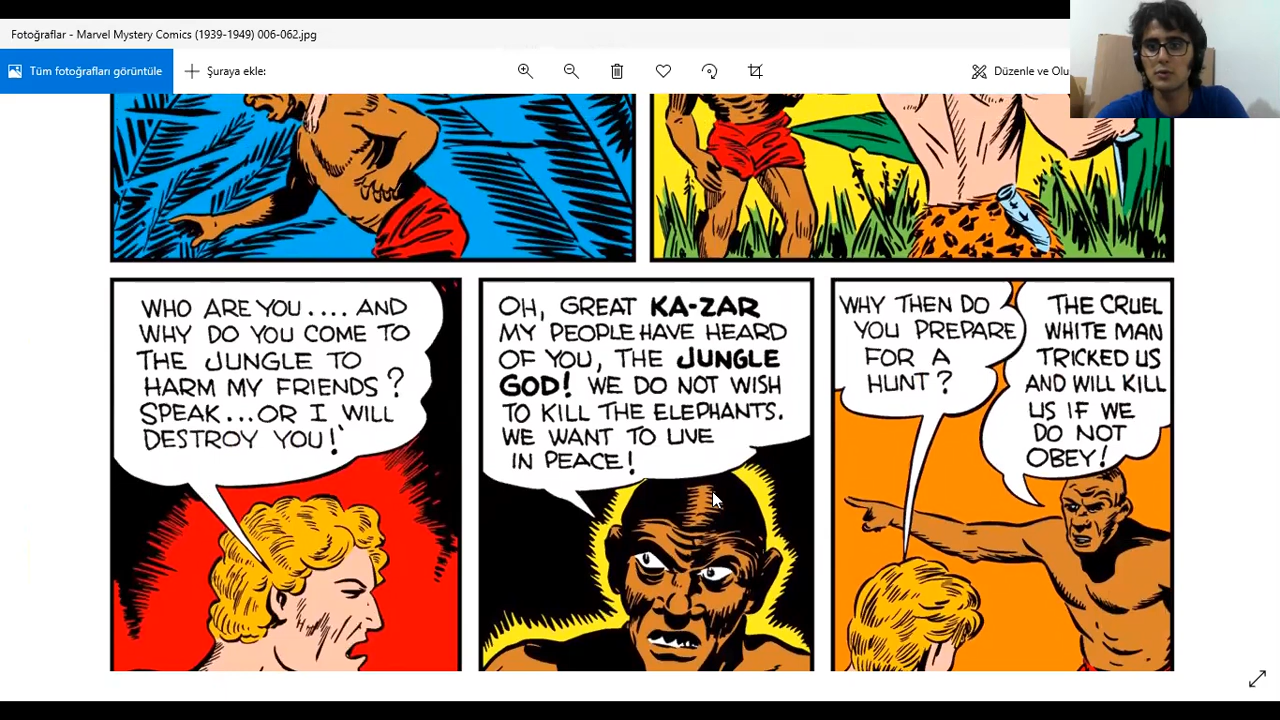 Fotoğraflar - Marvel Mystery Comics (1939-1949) 006-062.jpg
Tüm fotoğrafları görüntüle
Şuraya ekle:
Düzenle ve Olu
WHO ARE YOU.... AND
WHY DO YOU COME TO
THE JUNGLE TO
HARM MY FRIENDS?
SPEAK...OR I WILL
DESTROY YOU!
OH, GREAT KA-ZAR
MY PEOPLE HAVE HEARD
OF YOU, THE JUNGLE
GOD! WE DO NOT WISH
TO KILL THE ELEPHANTS.
WE WANT TO LIVE
IN PEACE!
WHY THEN DO
YOU PREPARE
FOR A
HUNT?
THE CRUEL
WHITE MAN
TRICKED US
AND WILL KILL
US IF WE
DO NOT
OBEY!